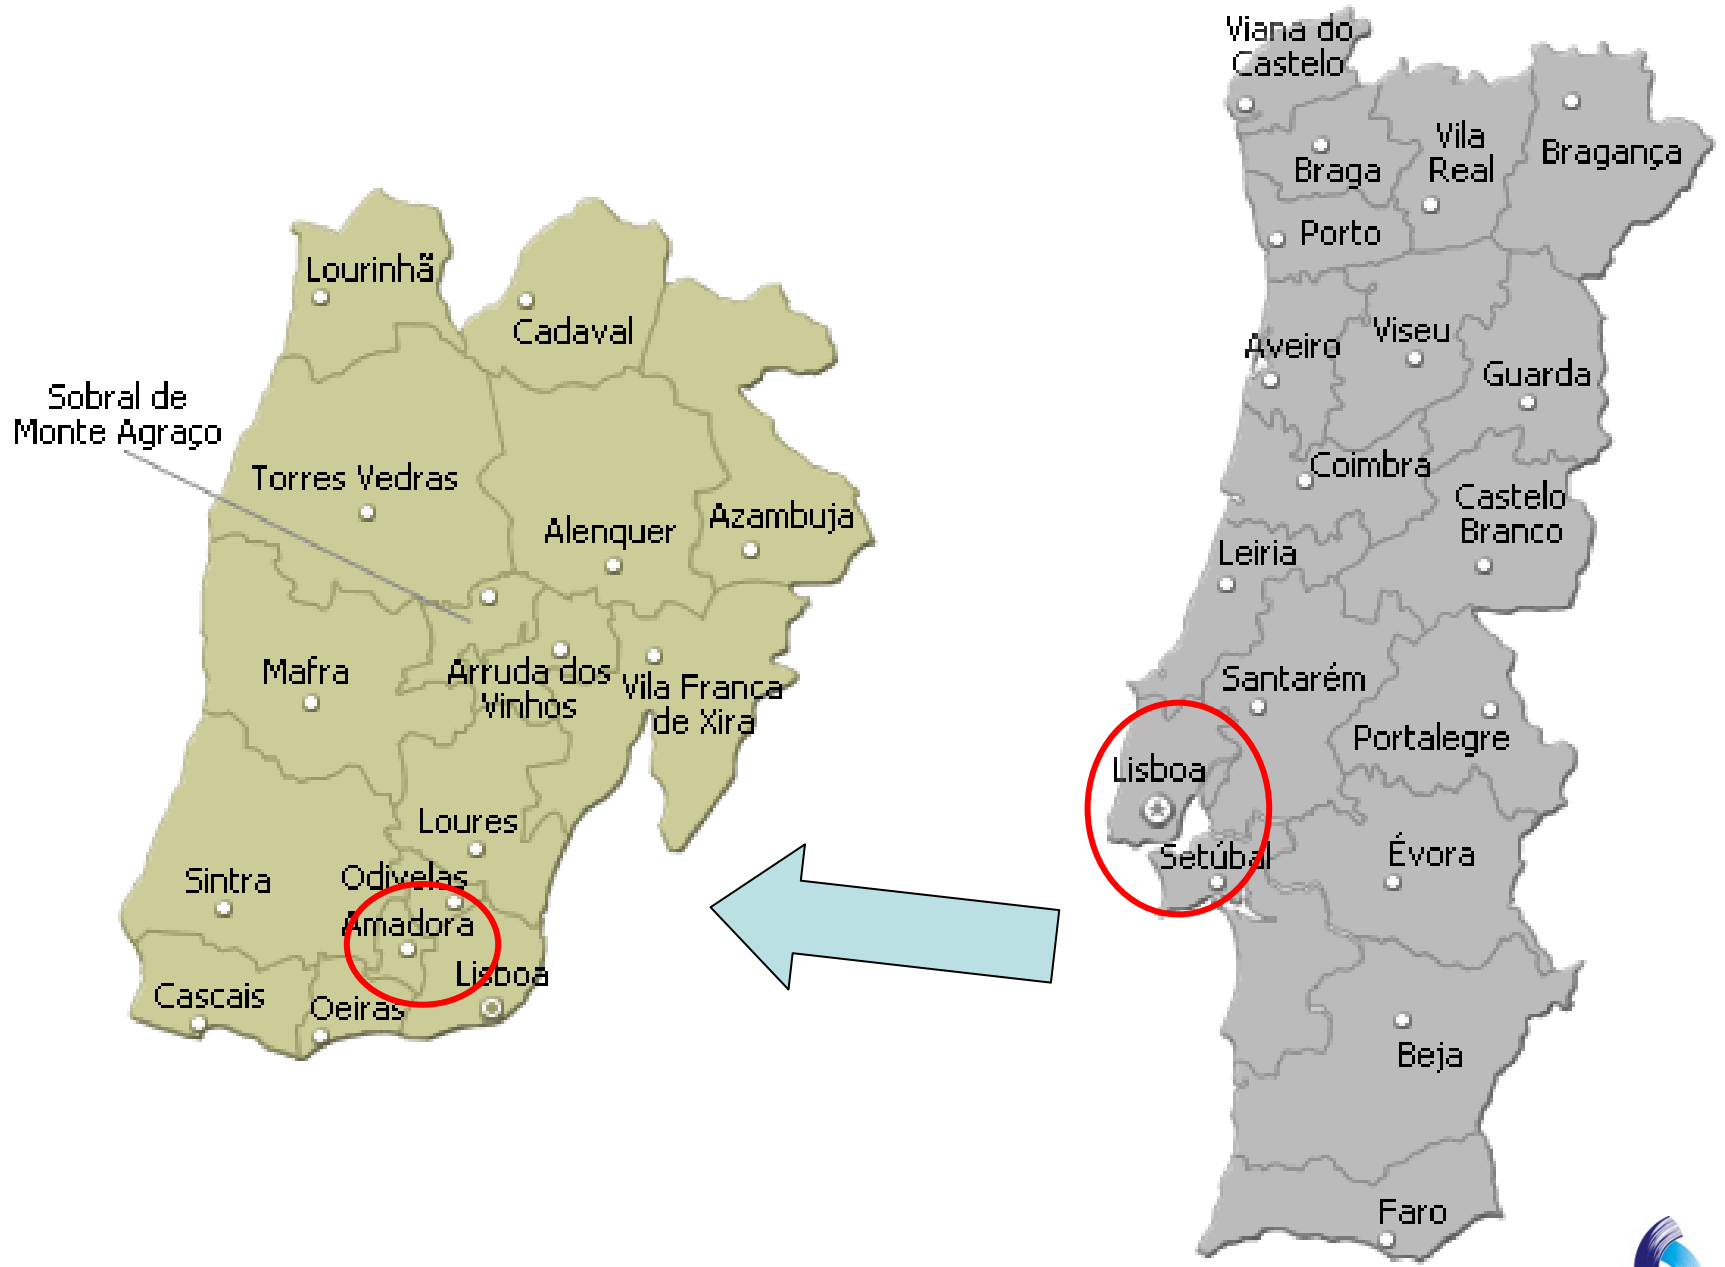 Lourinhã
Cadaval
Sobral de
Monte Agraço
Torres Vedras
Alenquer
Azambuja
Mafra
Arruda dos
Vinhos
Vila Franca
de Xira
Loures
Sintra
Odivelas
Amadora
Lisboa
Cascais
Oeiras
Viana do
Castelo
Braga
Vila
Real
Bragança
Porto
Aveiro
Viseu
Guarda
Coimbra
Castelo
Branco
Leiria
Santarém
Portalegre
Lisboa
Setúbal
Évora
Beja
Faro